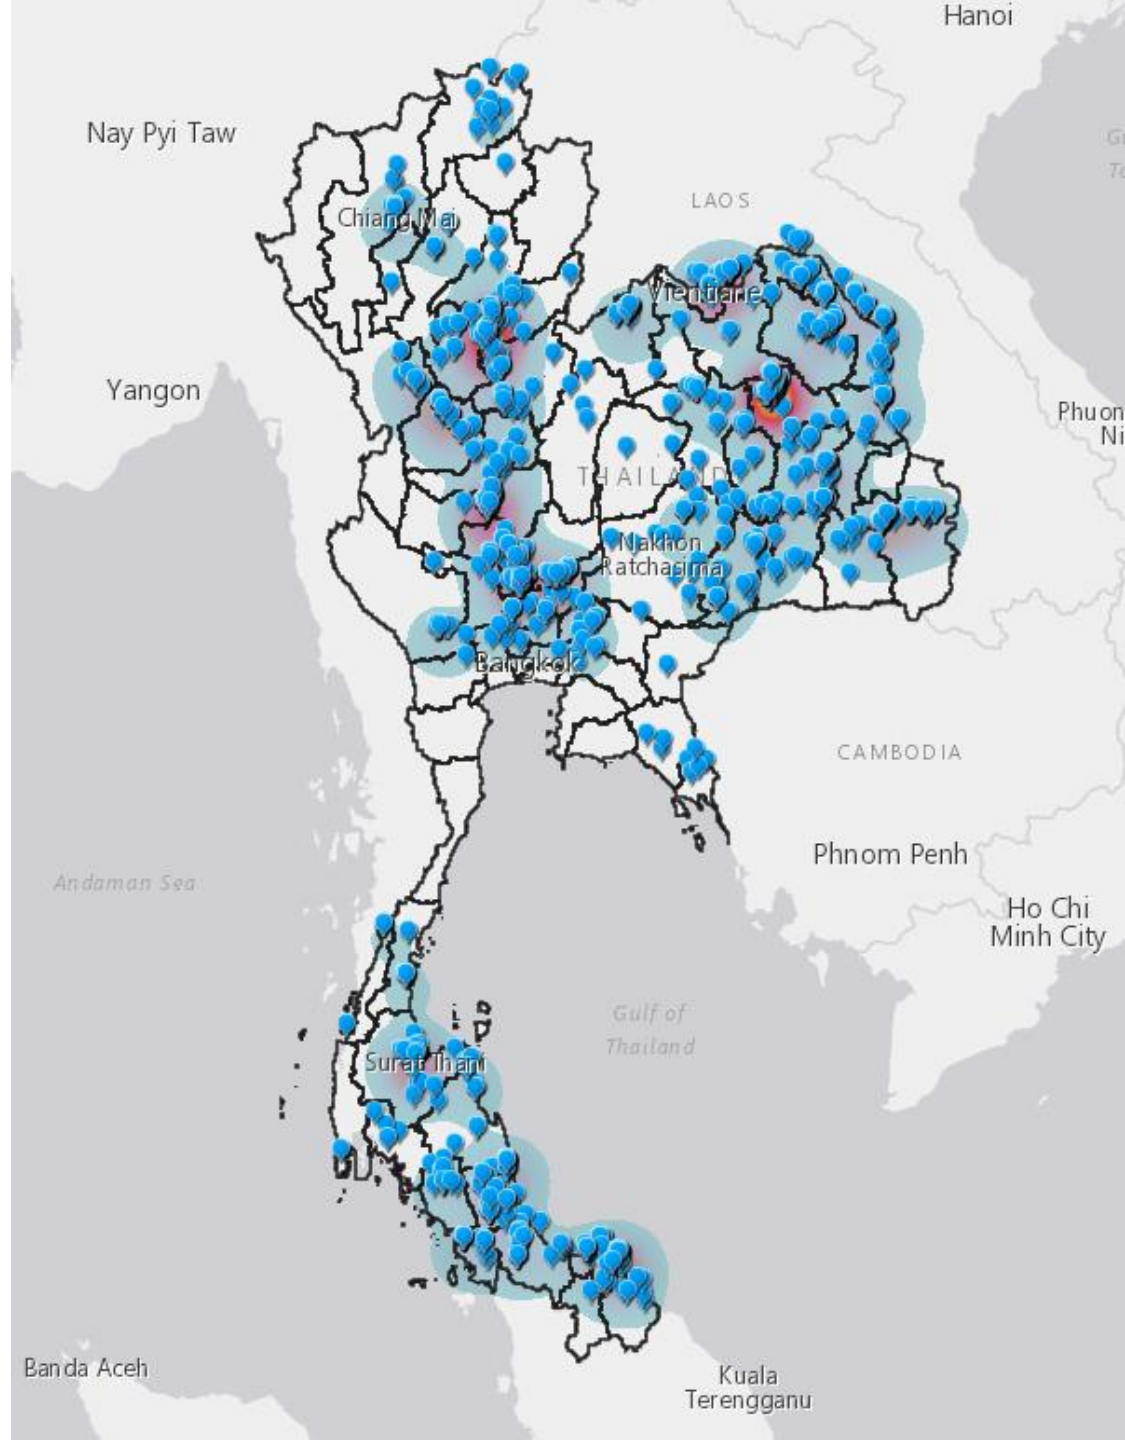 Hanoi
Nay Pyi Taw
LAOS
Chiang Mai
Vientiane
Yangon
THAILAND
Nakhon
Ratchasima
Bangkok
CAMBODIA
Phnom Penh
Andaman Sea
Ho Chi
Minh City
Gulf of
Thailand
Surat Thani
Banda Aceh
Kuala
Terengganu